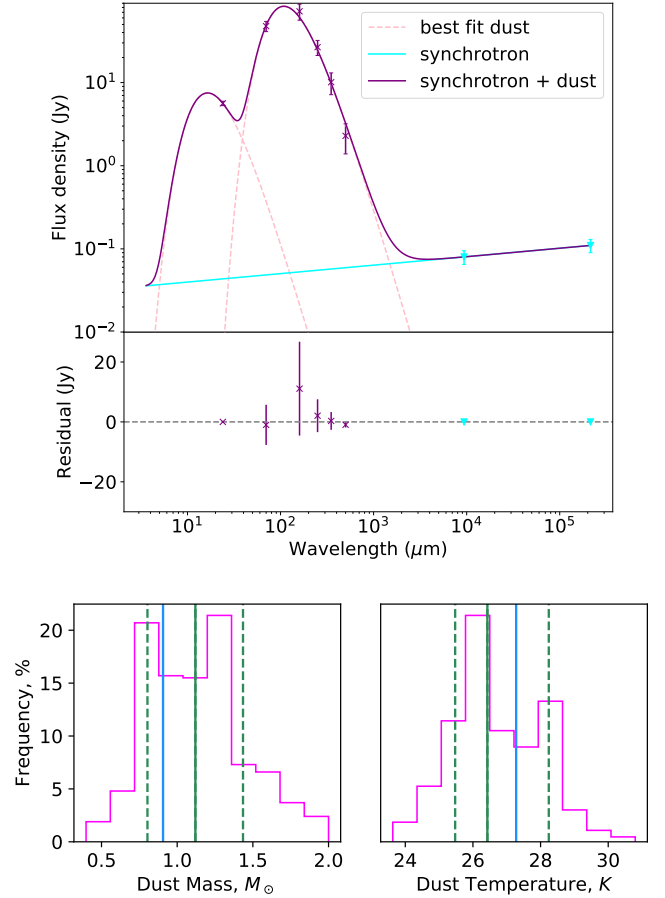 best fit dust
synchrotron
synchrotron + dust
Flux density (Jy)
10¹
10⁰
10⁻¹
10⁻²
Residual (Jy)
20
0
−20
10¹ 10² 10³ 10⁴ 10⁵
Wavelength (μm)
Frequency, %
20
15
10
5
0
0.5 1.0 1.5 2.0
Dust Mass, M☉
24 26 28 30
Dust Temperature, K